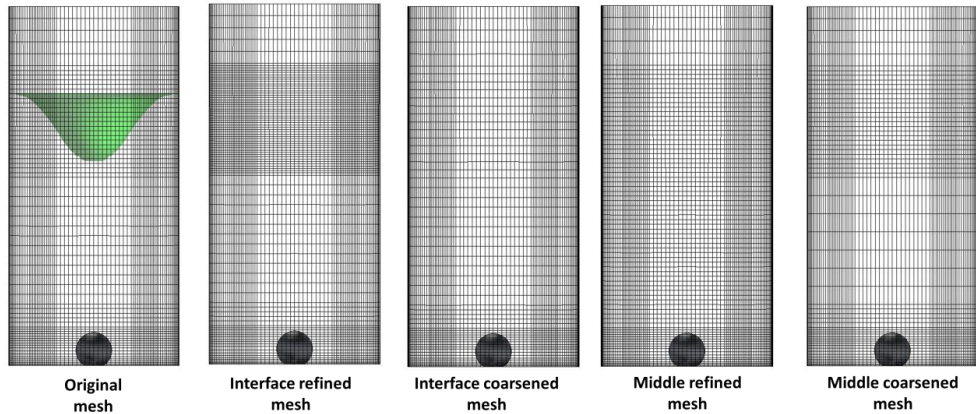 Original
mesh
Interface refined
mesh
Interface coarsened
mesh
Middle refined
mesh
Middle coarsened
mesh